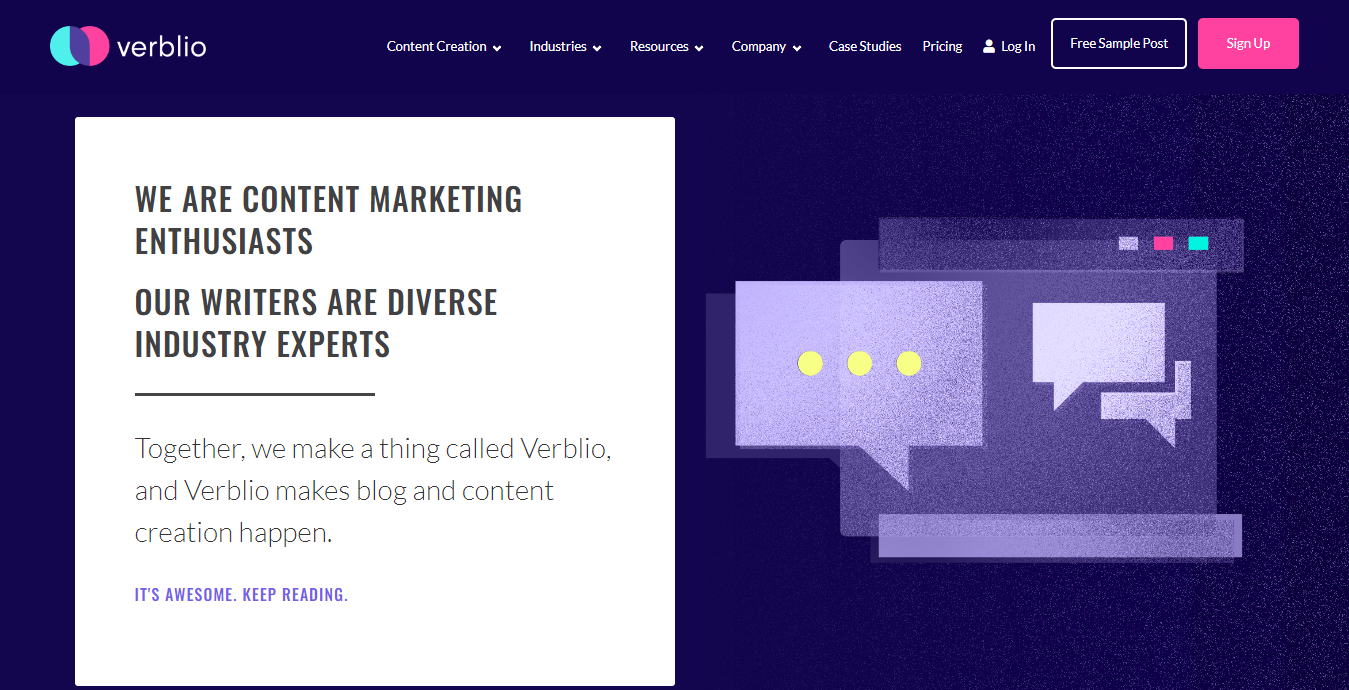 verblio
Content Creation
Industries
Resources
Company
Case Studies
Pricing
Log In
Free Sample Post
Sign Up
WE ARE CONTENT MARKETING
ENTHUSIASTS
OUR WRITERS ARE DIVERSE
INDUSTRY EXPERTS
Together, we make a thing called Verblio,
and Verblio makes blog and content
creation happen.
IT'S AWESOME. KEEP READING.